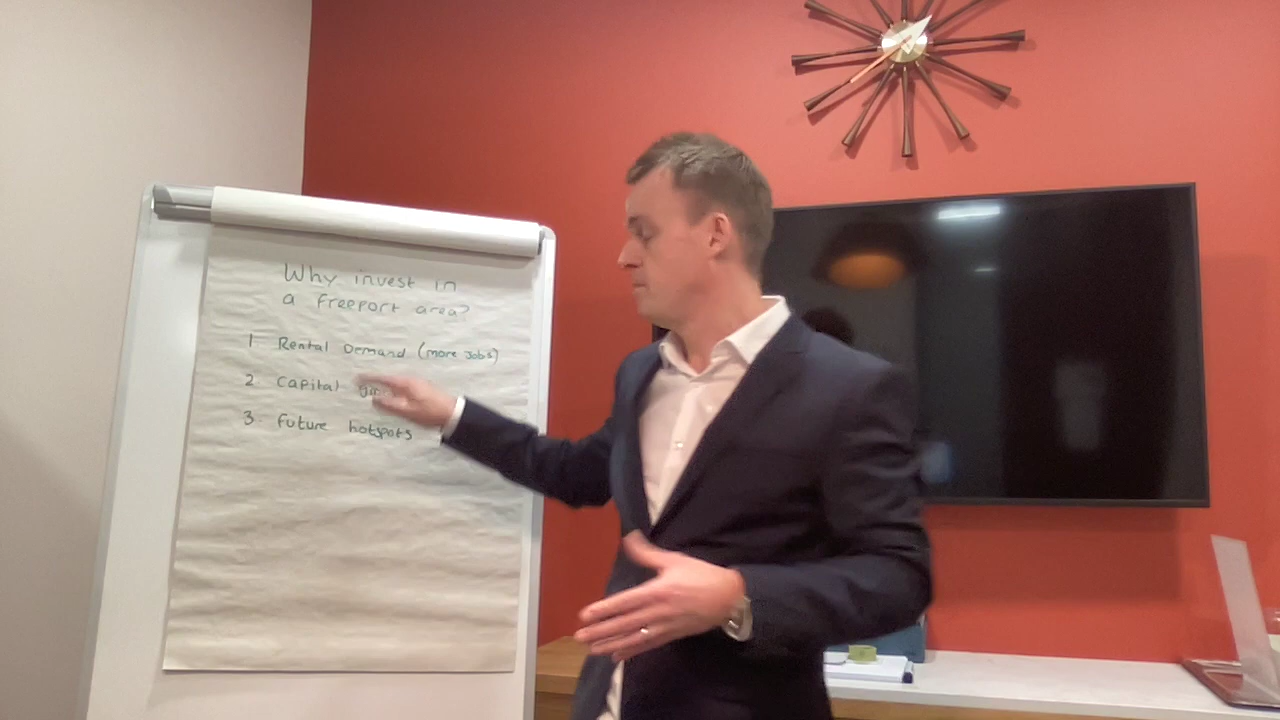 Why invest in
a freeport area?
1 Rental Demand (more jobs)
2 Capital
3 Future hotspots